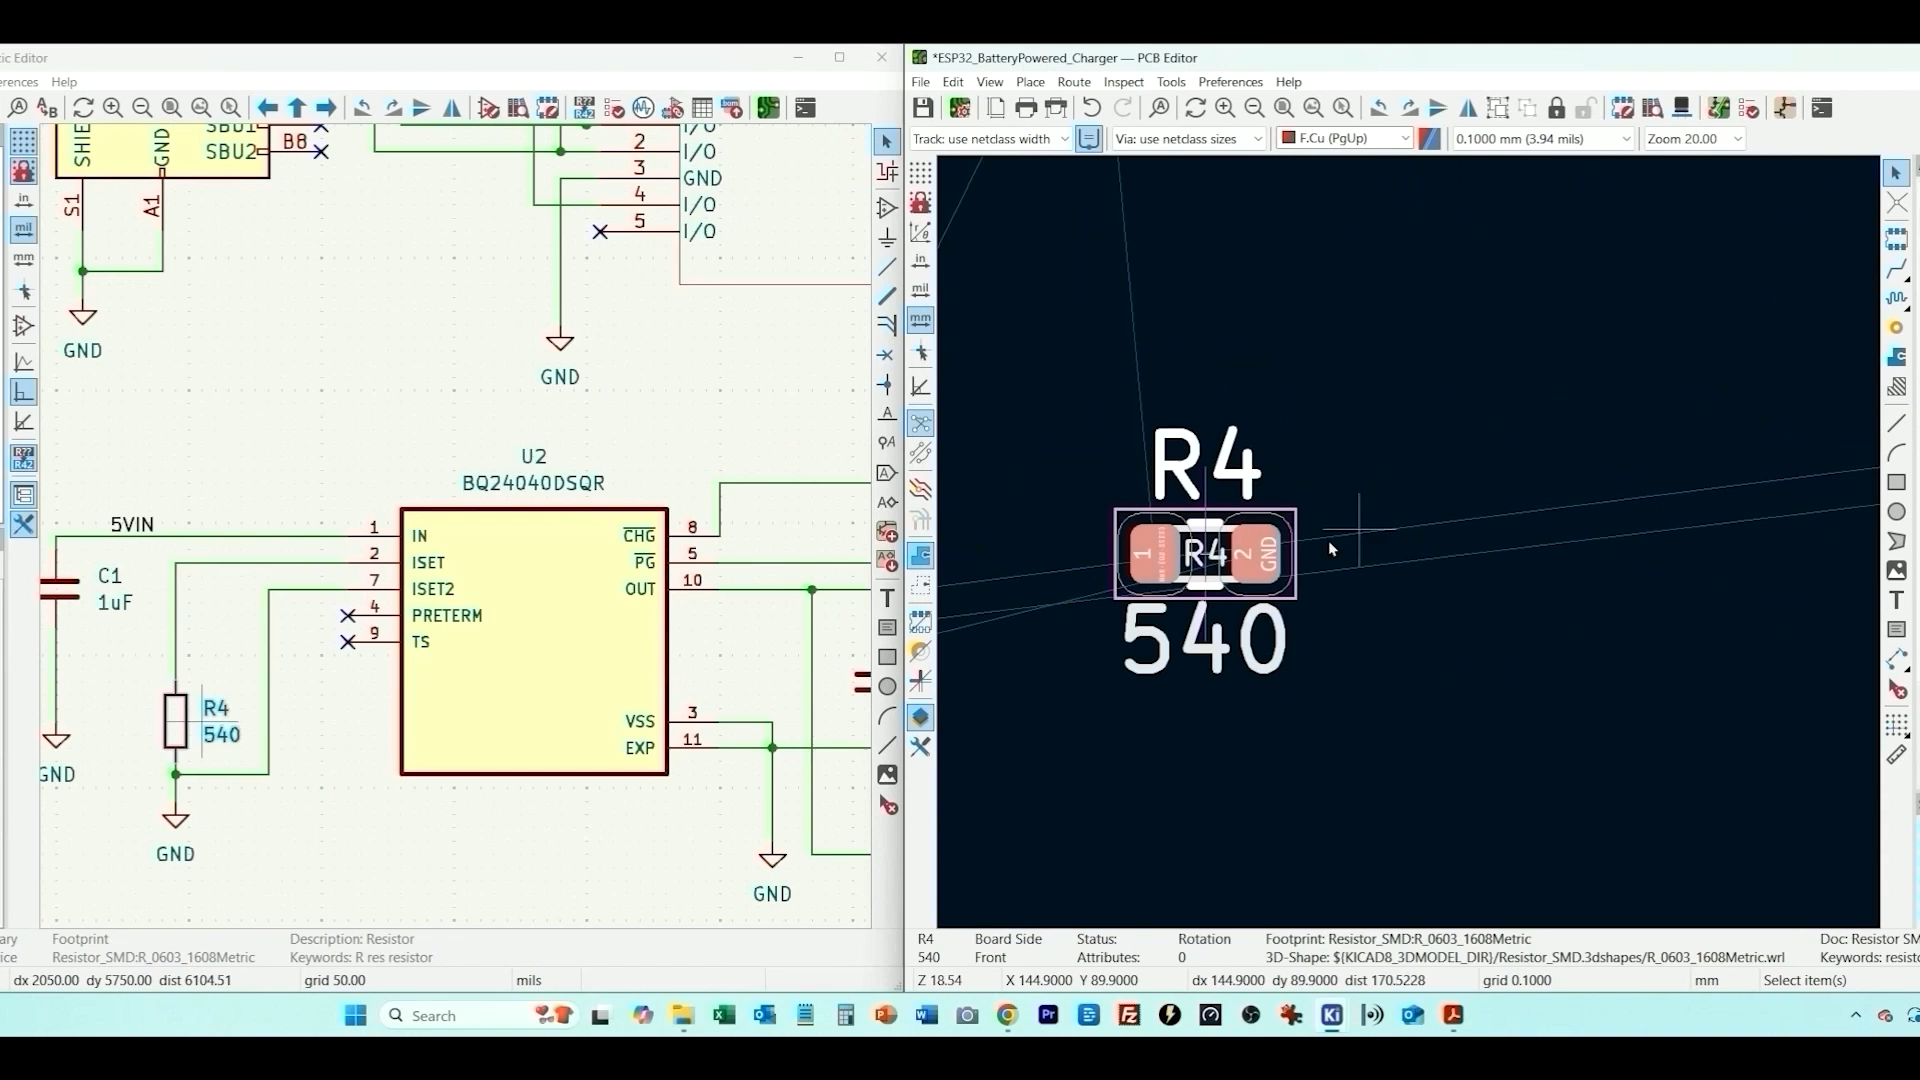 ic Editor
*ESP32_BatteryPowered_Charger — PCB Editor
erences Help
File Edit View Place Route Inspect Tools Preferences Help
Track: use netclass width
Via: use netclass sizes
F.Cu (PgUp)
0.1000 mm (3.94 mils)
Zoom 20.00
in
mil
mm
in
mil
mm
SHIE
GND
SBU1
SBU2
B8
S1
A1
GND
I/O
2
I/O
3
GND
4
I/O
5
I/O
GND
U2
BQ24040DSQR
5VIN
1
IN
2
ISET
7
ISET2
4
PRETERM
9
TS
CHG
8
PG
5
OUT
10
VSS
3
EXP
11
C1
1uF
GND
R4
540
GND
GND
R4
1
R4
2
GND
540
ary
Footprint
Description: Resistor
ice
Resistor_SMD:R_0603_1608Metric
Keywords: R res resistor
dx 2050.00 dy 5750.00 dist 6104.51
grid 50.00
mils
R4
Board Side
Status:
Rotation
Footprint: Resistor_SMD:R_0603_1608Metric
Doc: Resistor SM
540
Front
Attributes:
0
3D-Shape: ${KICAD8_3DMODEL_DIR}/Resistor_SMD.3dshapes/R_0603_1608Metric.wrl
Keywords: resisto
Z 18.54
X 144.9000 Y 89.9000
dx 144.9000 dy 89.9000 dist 170.5228
grid 0.1000
mm
Select item(s)
Search